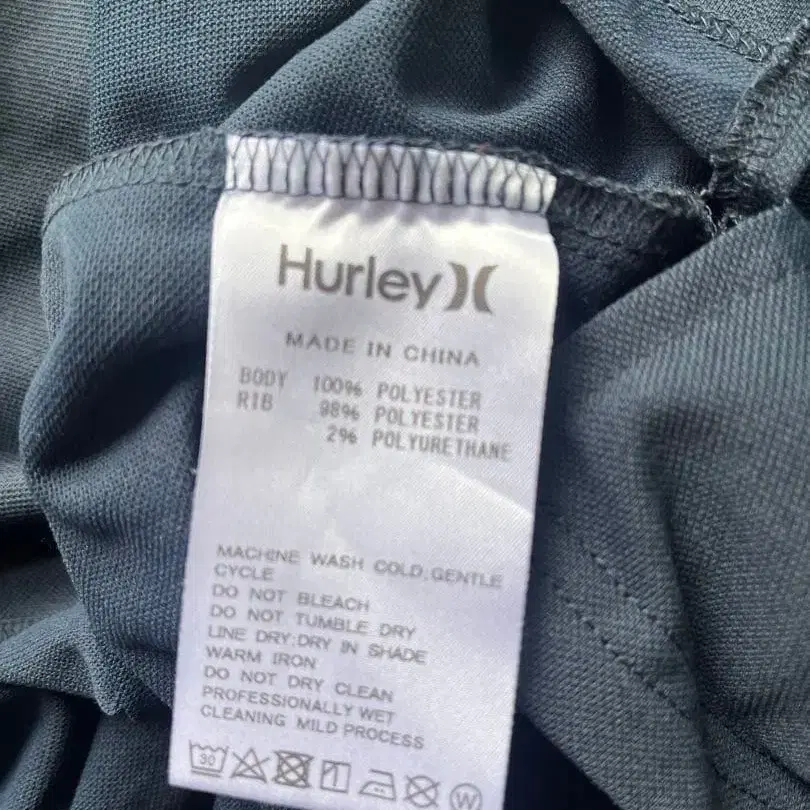 Hurley
MADE IN CHINA
BODY 100% POLYESTER
RIB 98% POLYESTER
2% POLYURETHANE
MACHINE WASH COLD;GENTLE
CYCLE
DO NOT BLEACH
DO NOT TUMBLE DRY
LINE DRY;DRY IN SHADE
WARM IRON
DO NOT DRY CLEAN
PROFESSIONALLY WET
CLEANING MILD PROCESS
30 W